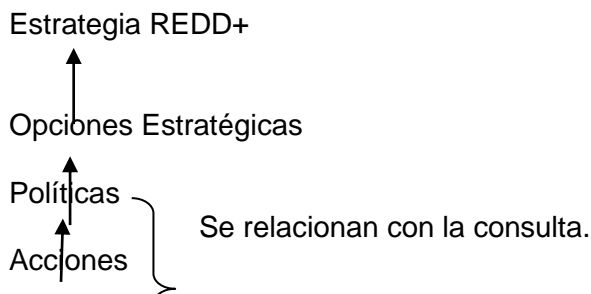 Estrategia REDD+
Opciones Estratégicas
Políticas
Se relacionan con la consulta.
Acciones